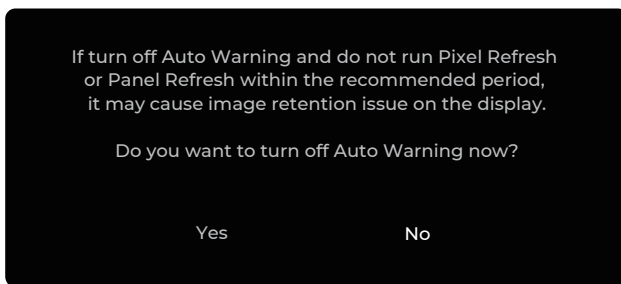 If turn off Auto Warning and do not run Pixel Refresh
or Panel Refresh within the recommended period,
it may cause image retention issue on the display.
Do you want to turn off Auto Warning now?
Yes No